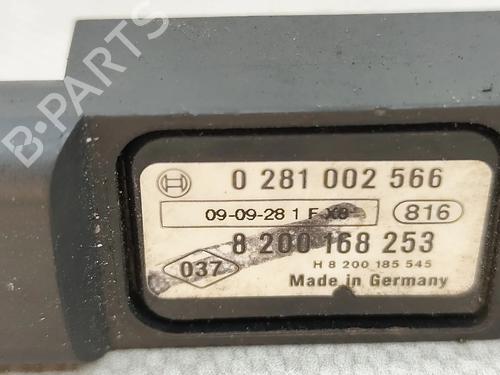 B-PARTS
0 281 002 566
09-09-28 1 F X8
816
8 200 168 253
037
H 8 200 185 545
Made in Germany